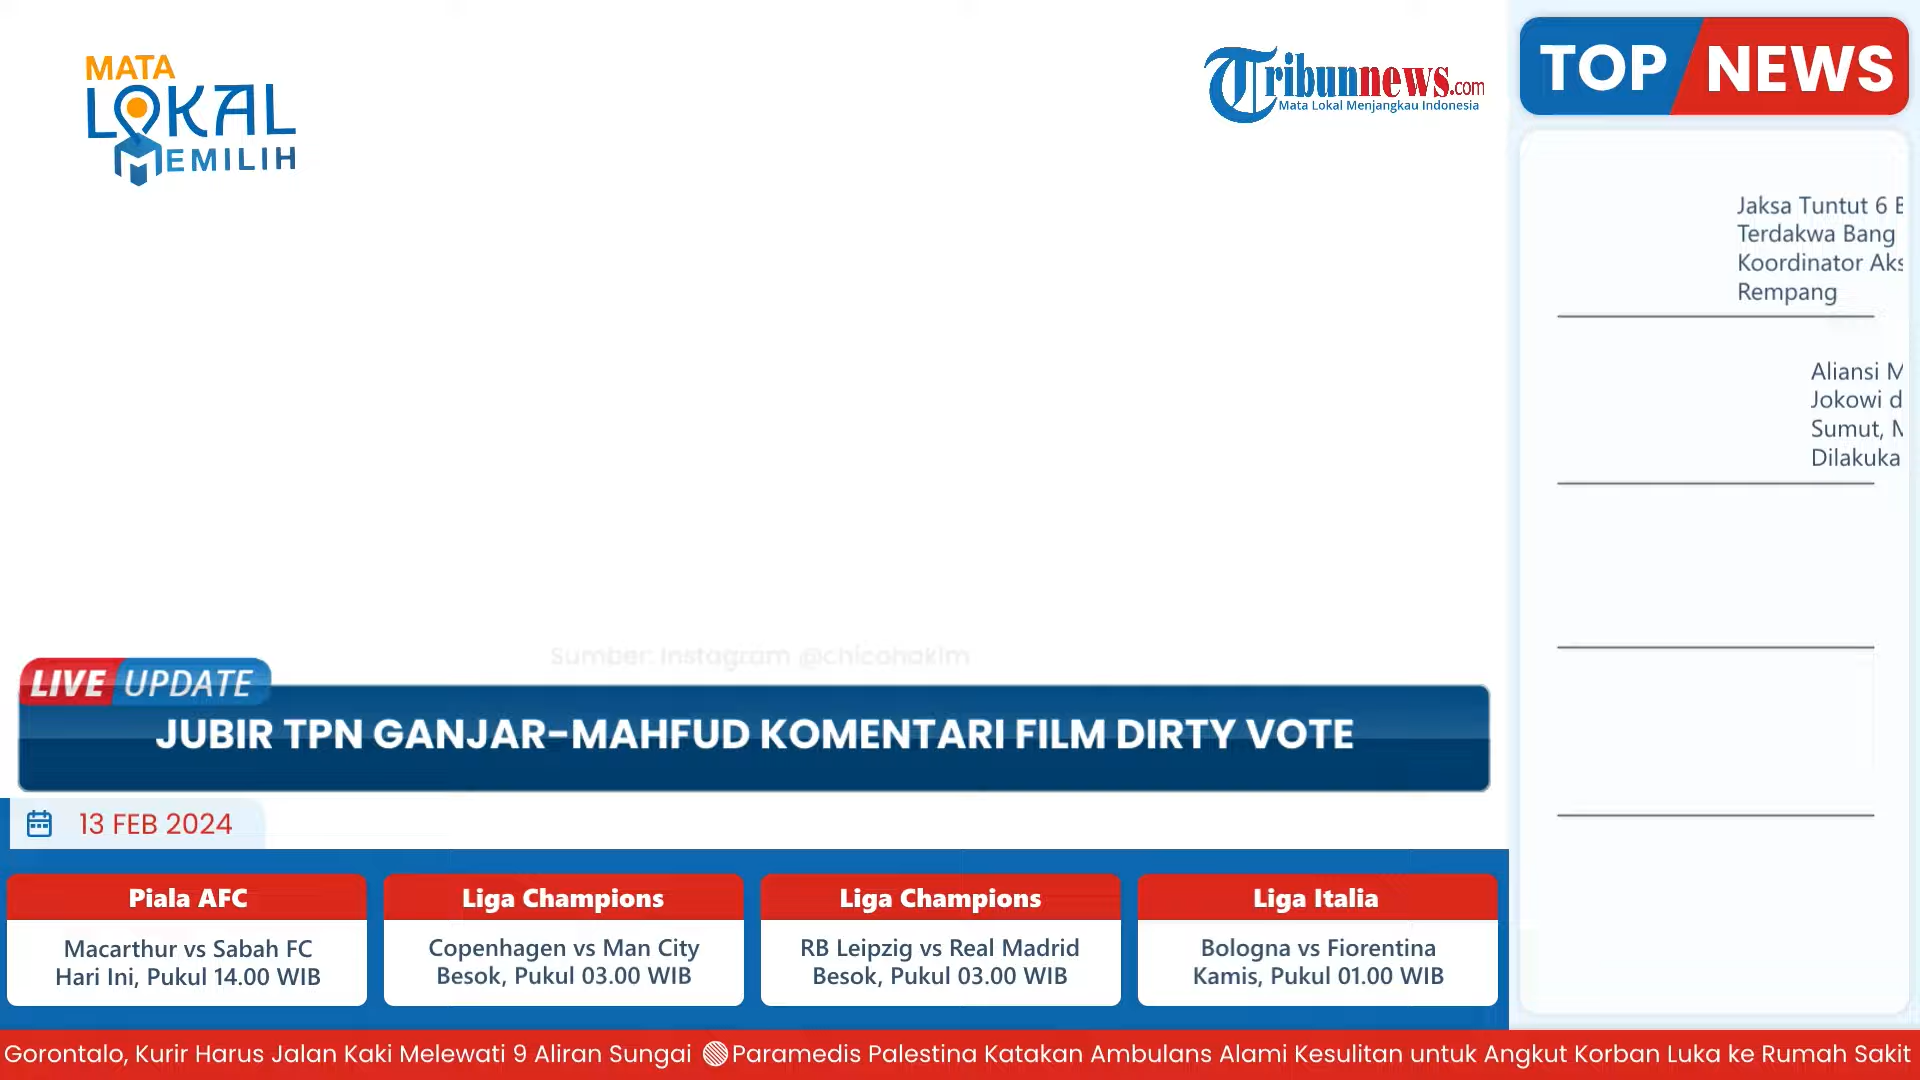 MATA
LOKAL
MEMILIH
Tribunnews.com
Mata Lokal Menjangkau Indonesia
TOP NEWS
Jaksa Tuntut 6 B
Terdakwa Bang
Koordinator Aks
Rempang
Aliansi M
Jokowi d
Sumut, M
Dilakuka
Sumber: Instagram @chicohakim
LIVE UPDATE
JUBIR TPN GANJAR-MAHFUD KOMENTARI FILM DIRTY VOTE
13 FEB 2024
Piala AFC
Macarthur vs Sabah FC
Hari Ini, Pukul 14.00 WIB
Liga Champions
Copenhagen vs Man City
Besok, Pukul 03.00 WIB
Liga Champions
RB Leipzig vs Real Madrid
Besok, Pukul 03.00 WIB
Liga Italia
Bologna vs Fiorentina
Kamis, Pukul 01.00 WIB
Gorontalo, Kurir Harus Jalan Kaki Melewati 9 Aliran Sungai Paramedis Palestina Katakan Ambulans Alami Kesulitan untuk Angkut Korban Luka ke Rumah Sakit